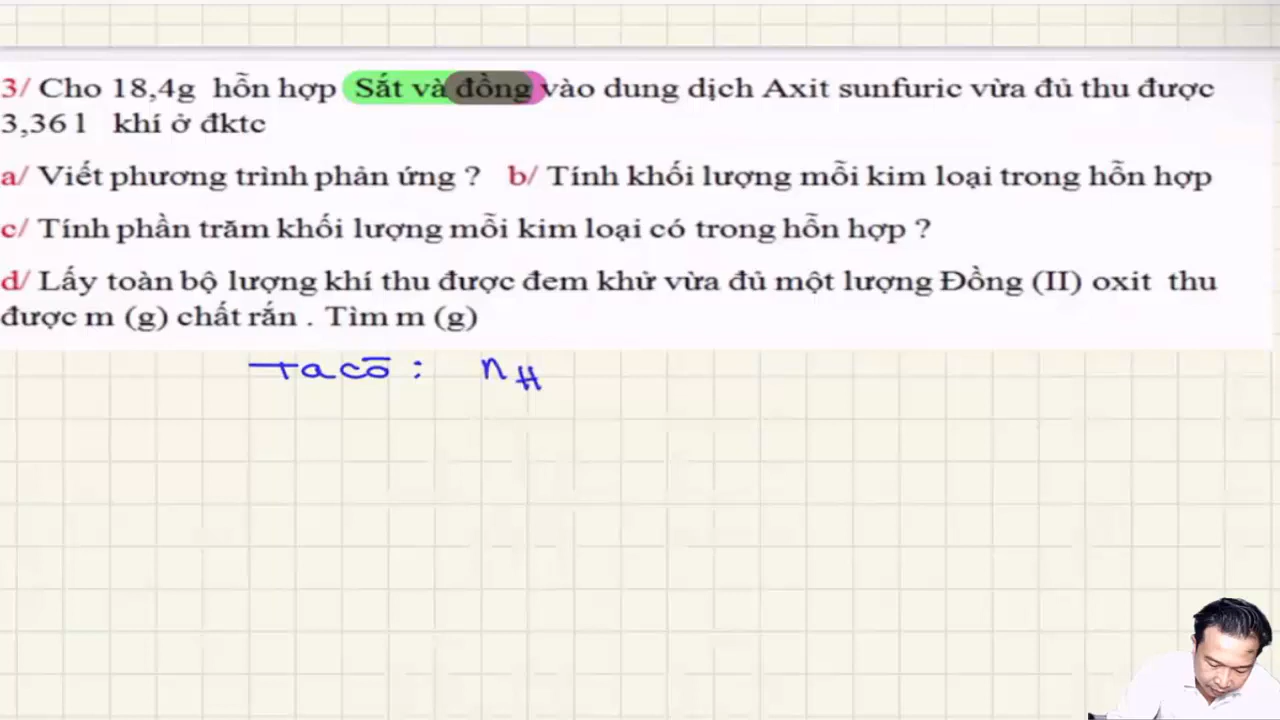 3/ Cho 18,4g hỗn hợp Sắt và đồng vào dung dịch Axit sunfuric vừa đủ thu được
3,36 l khí ở đktc
a/ Viết phương trình phản ứng ? b/ Tính khối lượng mỗi kim loại trong hỗn hợp
c/ Tính phần trăm khối lượng mỗi kim loại có trong hỗn hợp ?
d/ Lấy toàn bộ lượng khí thu được đem khử vừa đủ một lượng Đồng (II) oxit thu
được m (g) chất rắn . Tìm m (g)
Ta có : n H